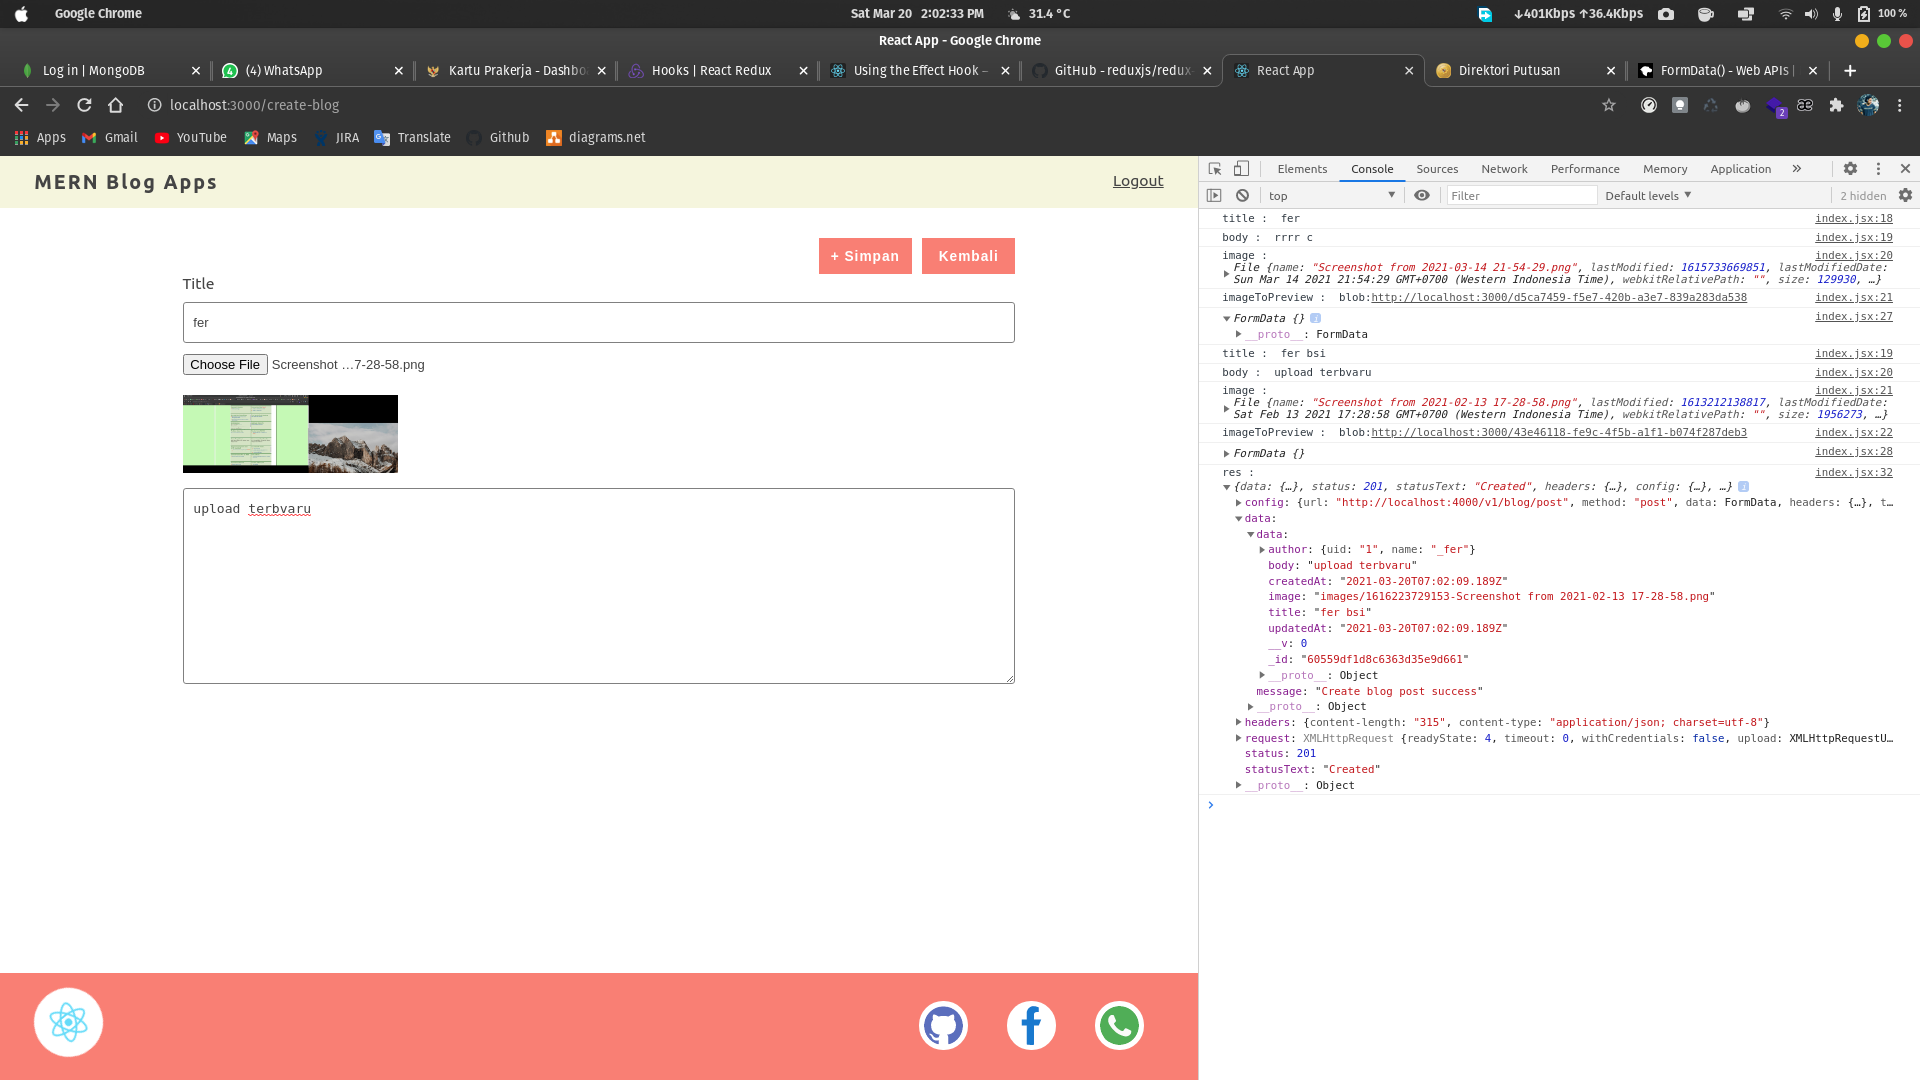 Google Chrome
Sat Mar 20 2:02:33 PM 31.4 °C
↓401Kbps ↑36.4Kbps 100 %
React App - Google Chrome
Log in | MongoDB
(4) WhatsApp
Kartu Prakerja - Dashbo
Hooks | React Redux
Using the Effect Hook –
GitHub - reduxjs/redux-
React App
Direktori Putusan
FormData() - Web APIs |
localhost:3000/create-blog
2
Apps Gmail YouTube Maps JIRA Translate Github diagrams.net
MERN Blog Apps
Logout
+ Simpan
Kembali
Title
fer
Choose File Screenshot …7-28-58.png
upload terbvaru
Elements Console Sources Network Performance Memory Application »
top Filter Default levels 2 hidden
title : fer index.jsx:18
body : rrrr c index.jsx:19
image : index.jsx:20
File {name: "Screenshot from 2021-03-14 21-54-29.png", lastModified: 1615733669851, lastModifiedDate:
Sun Mar 14 2021 21:54:29 GMT+0700 (Western Indonesia Time), webkitRelativePath: "", size: 129930, …}
imageToPreview : blob:http://localhost:3000/d5ca7459-f5e7-420b-a3e7-839a283da538 index.jsx:21
FormData {} i index.jsx:27
__proto__: FormData
title : fer bsi index.jsx:19
body : upload terbvaru index.jsx:20
image : index.jsx:21
File {name: "Screenshot from 2021-02-13 17-28-58.png", lastModified: 1613212138817, lastModifiedDate:
Sat Feb 13 2021 17:28:58 GMT+0700 (Western Indonesia Time), webkitRelativePath: "", size: 1956273, …}
imageToPreview : blob:http://localhost:3000/43e46118-fe9c-4f5b-a1f1-b074f287deb3 index.jsx:22
FormData {} index.jsx:28
res : index.jsx:32
{data: {…}, status: 201, statusText: "Created", headers: {…}, config: {…}, …} i
config: {url: "http://localhost:4000/v1/blog/post", method: "post", data: FormData, headers: {…}, t…
data:
data:
author: {uid: "1", name: "_fer"}
body: "upload terbvaru"
createdAt: "2021-03-20T07:02:09.189Z"
image: "images/1616223729153-Screenshot from 2021-02-13 17-28-58.png"
title: "fer bsi"
updatedAt: "2021-03-20T07:02:09.189Z"
__v: 0
_id: "60559df1d8c6363d35e9d661"
__proto__: Object
message: "Create blog post success"
__proto__: Object
headers: {content-length: "315", content-type: "application/json; charset=utf-8"}
request: XMLHttpRequest {readyState: 4, timeout: 0, withCredentials: false, upload: XMLHttpRequestU…
status: 201
statusText: "Created"
__proto__: Object